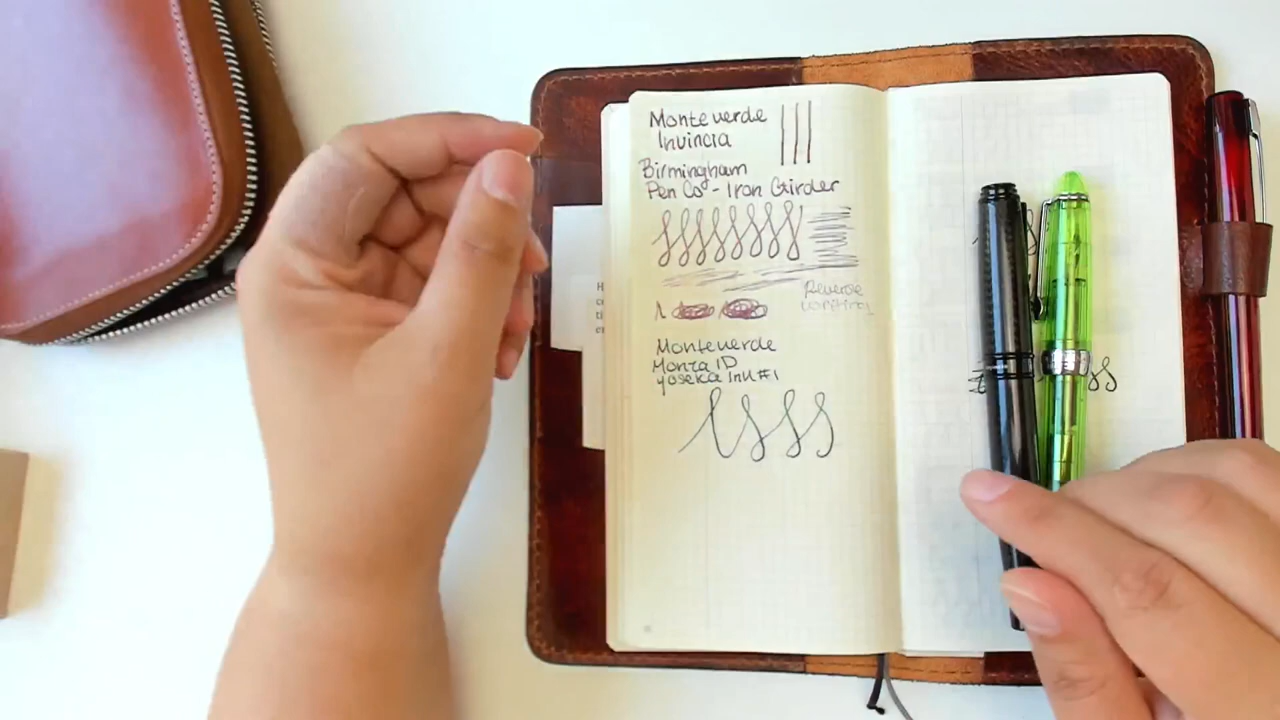 Monteverde
Invincia
Birmingham
Pen Co - Iron Girder
Reverse
Monteverde
Monza ID
Yoseka Ink #1